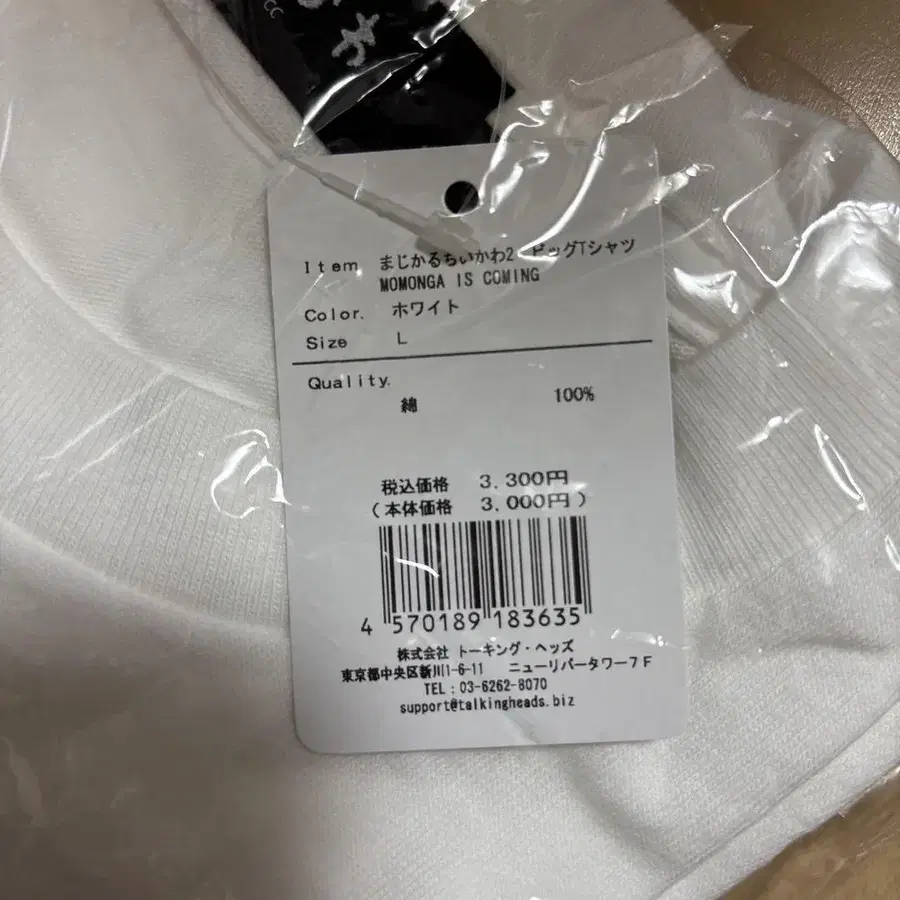 わ
Item まじかるちいかわ2 ビッグTシャツ
MOMONGA IS COMING
Color. ホワイト
Size L
Quality.
綿 100%
税込価格 3,300円
(本体価格 3,000円)
4 570189 183635
株式会社 トーキング・ヘッズ
東京都中央区新川1-6-11 ニューリバータワー7F
TEL:03-6262-8070
support@talkingheads.biz